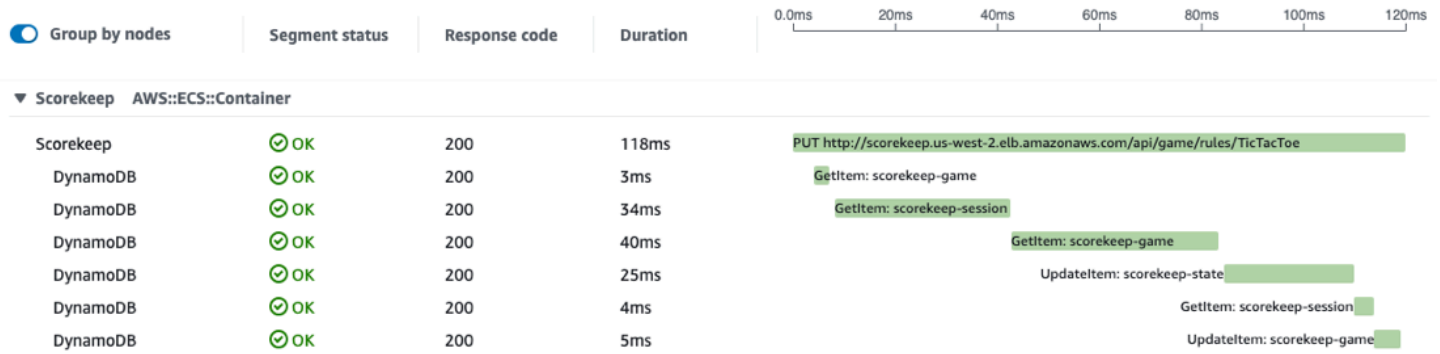 0.0ms 20ms 40ms 60ms 80ms 100ms 120ms
Group by nodes Segment status Response code Duration
Scorekeep AWS::ECS::Container
Scorekeep OK 200 118ms PUT http://scorekeep.us-west-2.elb.amazonaws.com/api/game/rules/TicTacToe
DynamoDB OK 200 3ms GetItem: scorekeep-game
DynamoDB OK 200 34ms GetItem: scorekeep-session
DynamoDB OK 200 40ms GetItem: scorekeep-game
DynamoDB OK 200 25ms UpdateItem: scorekeep-state
DynamoDB OK 200 4ms GetItem: scorekeep-session
DynamoDB OK 200 5ms UpdateItem: scorekeep-game